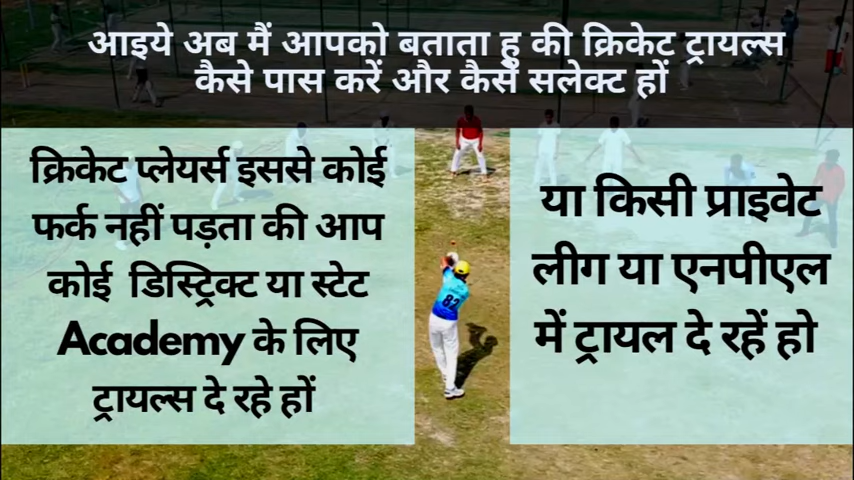 आइये अब मैं आपको बताता हु की क्रिकेट ट्रायल्स
कैसे पास करें और कैसे सलेक्ट हों
क्रिकेट प्लेयर्स इससे कोई
फर्क नहीं पड़ता की आप
कोई डिस्ट्रिक्ट या स्टेट
Academy के लिए
ट्रायल्स दे रहे हों
या किसी प्राइवेट
लीग या एनपीएल
में ट्रायल दे रहें हो
82